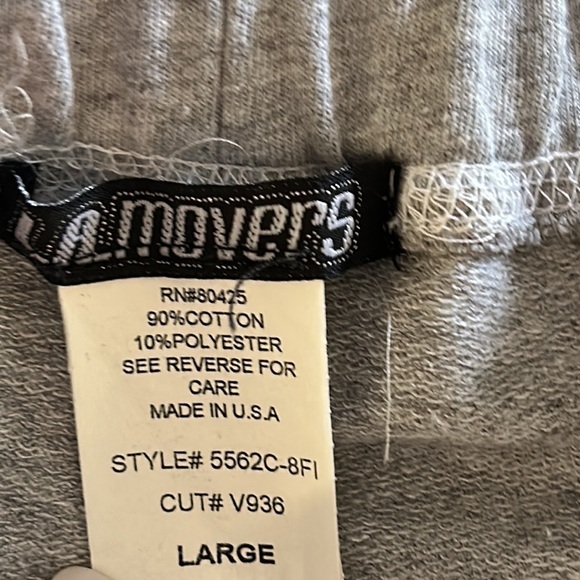 L.A. movers
RN#80425
90%COTTON
10%POLYESTER
SEE REVERSE FOR
CARE
MADE IN U.S.A
STYLE# 5562C-8FI
CUT# V936
LARGE